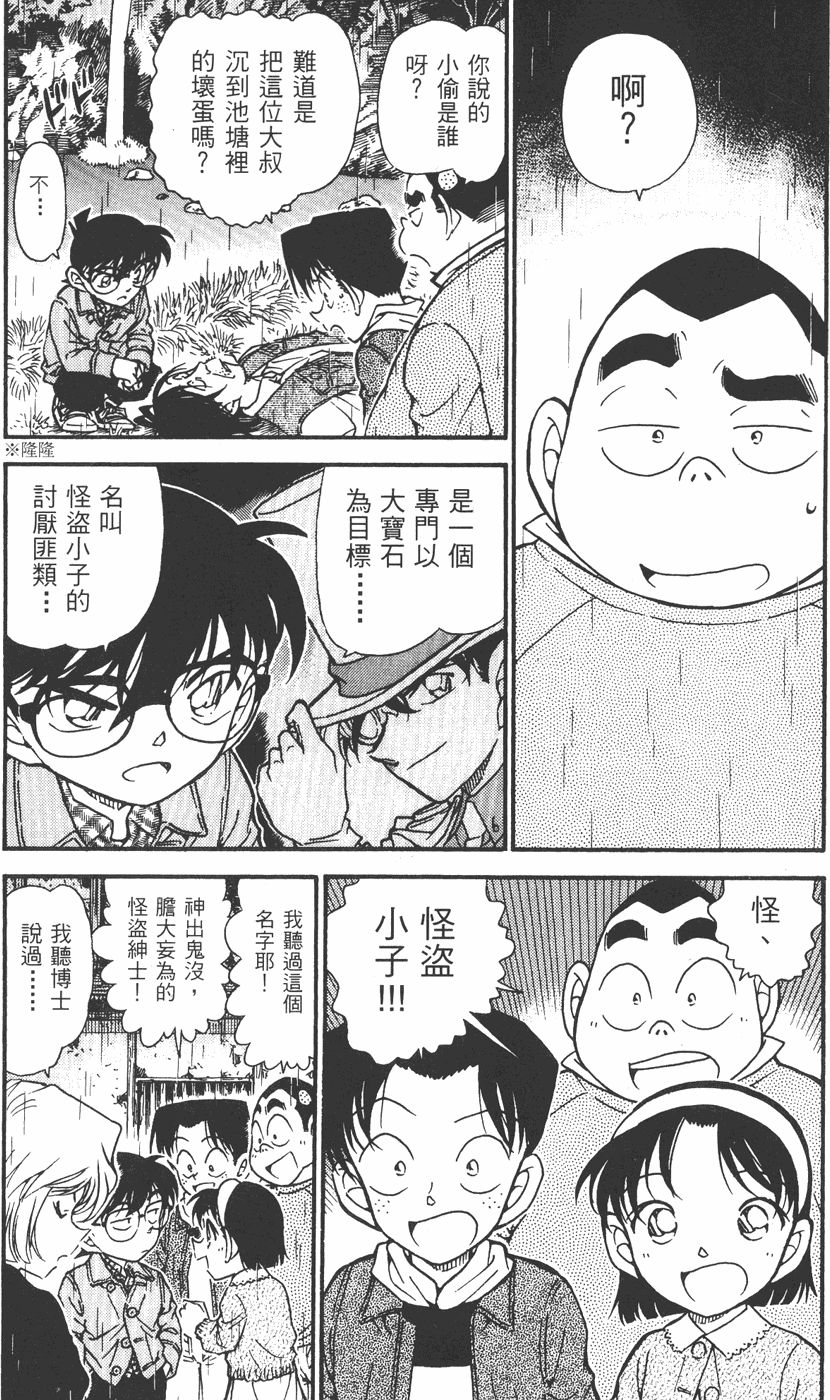 啊？
你說的
小偷是誰
呀？
難道是
把這位大叔
沉到池塘裡
的壞蛋嗎？
不…
ドドド
※隆隆
是一個
專門以
大寶石
為目標……
名叫
怪盜小子的
討厭匪類…
怪、
怪盜
小子!!!
我聽過這個
名字耶！
神出鬼沒，
膽大妄為的
怪盜紳士！
我聽博士
說過……